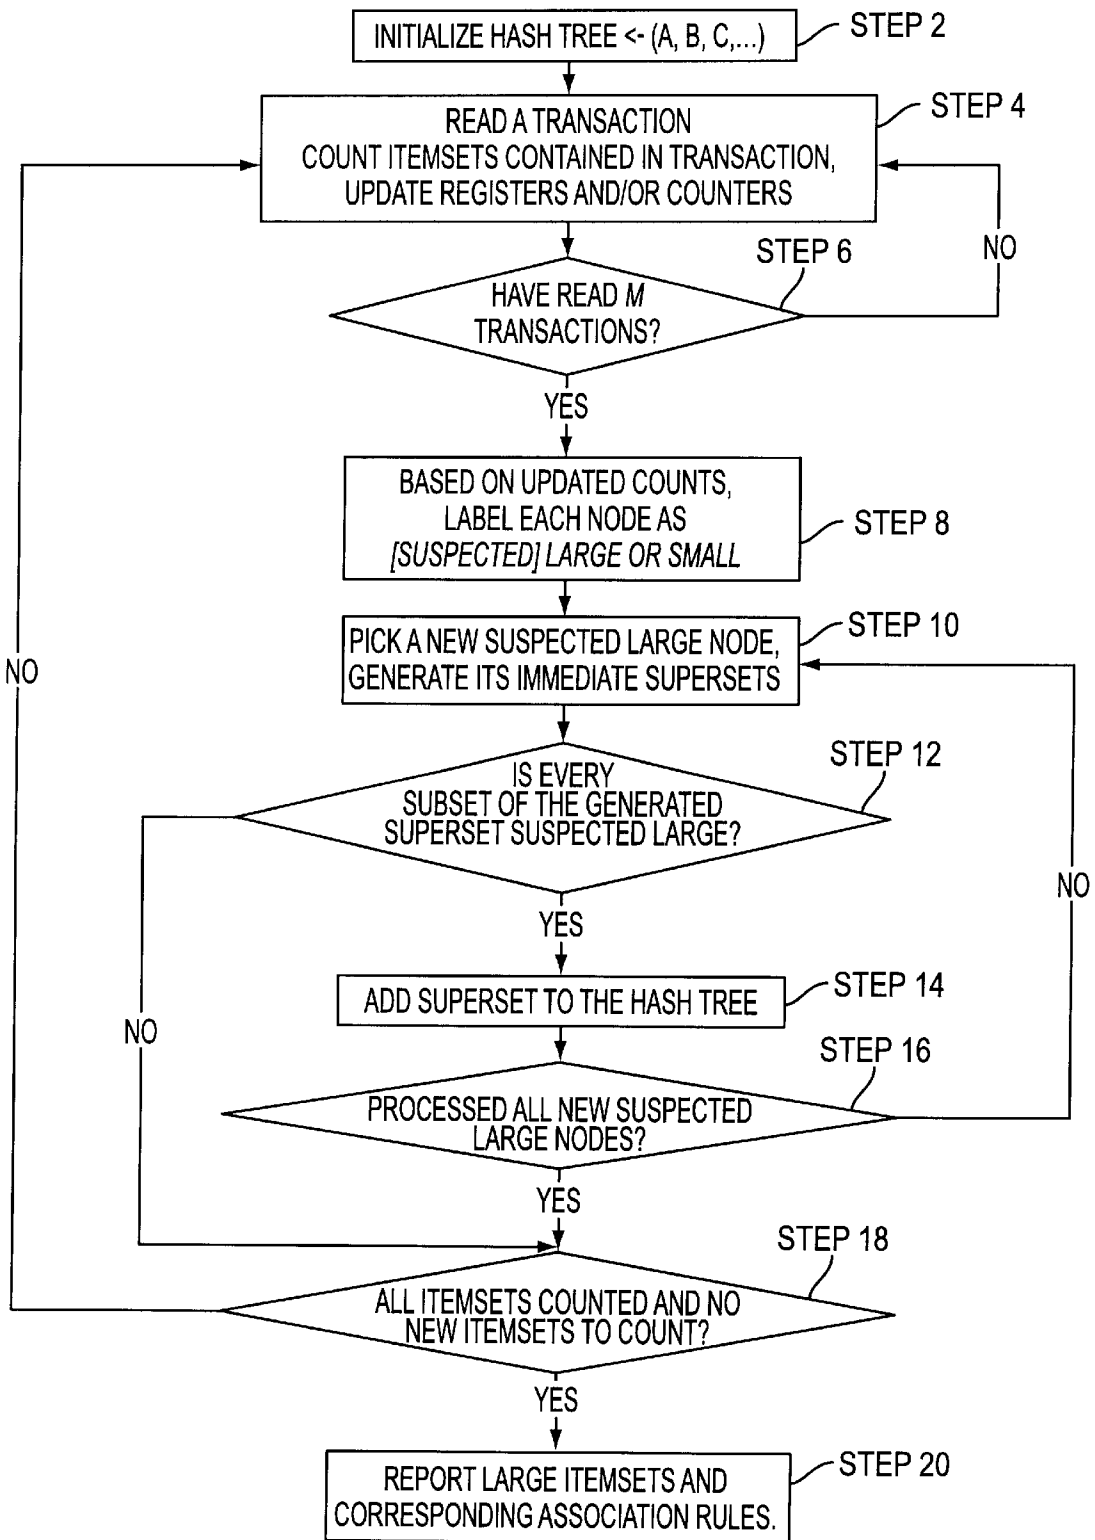 INITIALIZE HASH TREE <- (A, B, C,...)
STEP 2
READ A TRANSACTION
COUNT ITEMSETS CONTAINED IN TRANSACTION,
UPDATE REGISTERS AND/OR COUNTERS
STEP 4
HAVE READ M
TRANSACTIONS?
STEP 6
NO
YES
BASED ON UPDATED COUNTS,
LABEL EACH NODE AS
[SUSPECTED] LARGE OR SMALL
STEP 8
PICK A NEW SUSPECTED LARGE NODE,
GENERATE ITS IMMEDIATE SUPERSETS
STEP 10
NO
IS EVERY
SUBSET OF THE GENERATED
SUPERSET SUSPECTED LARGE?
STEP 12
NO
YES
ADD SUPERSET TO THE HASH TREE
STEP 14
NO
PROCESSED ALL NEW SUSPECTED
LARGE NODES?
STEP 16
YES
ALL ITEMSETS COUNTED AND NO
NEW ITEMSETS TO COUNT?
STEP 18
YES
REPORT LARGE ITEMSETS AND
CORRESPONDING ASSOCIATION RULES.
STEP 20